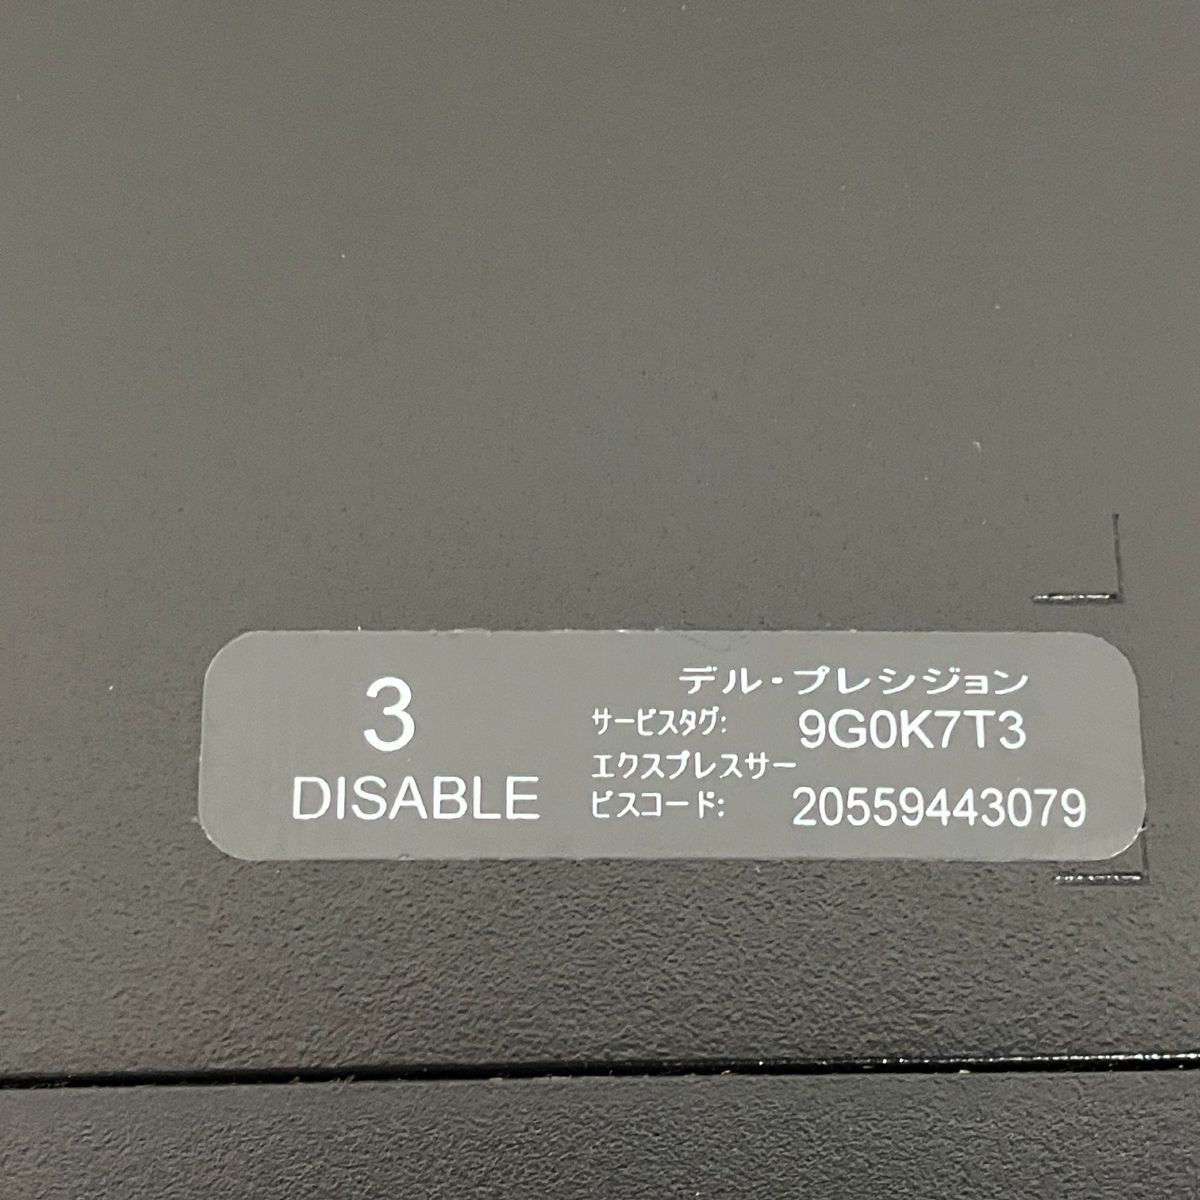 3
DISABLE
デル・プレシジョン
サービスタグ: 9G0K7T3
エクスプレスサー
ビスコード: 20559443079